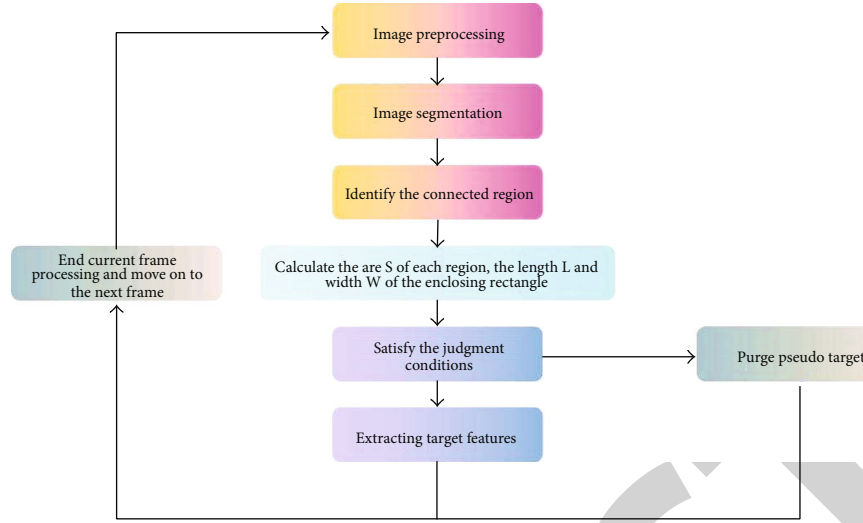 Image preprocessing
Image segmentation
Identify the connected region
End current frame
processing and move on to
the next frame
Calculate the are S of each region, the length L and
width W of the enclosing rectangle
Satisfy the judgment
conditions
Purge pseudo target
Extracting target features